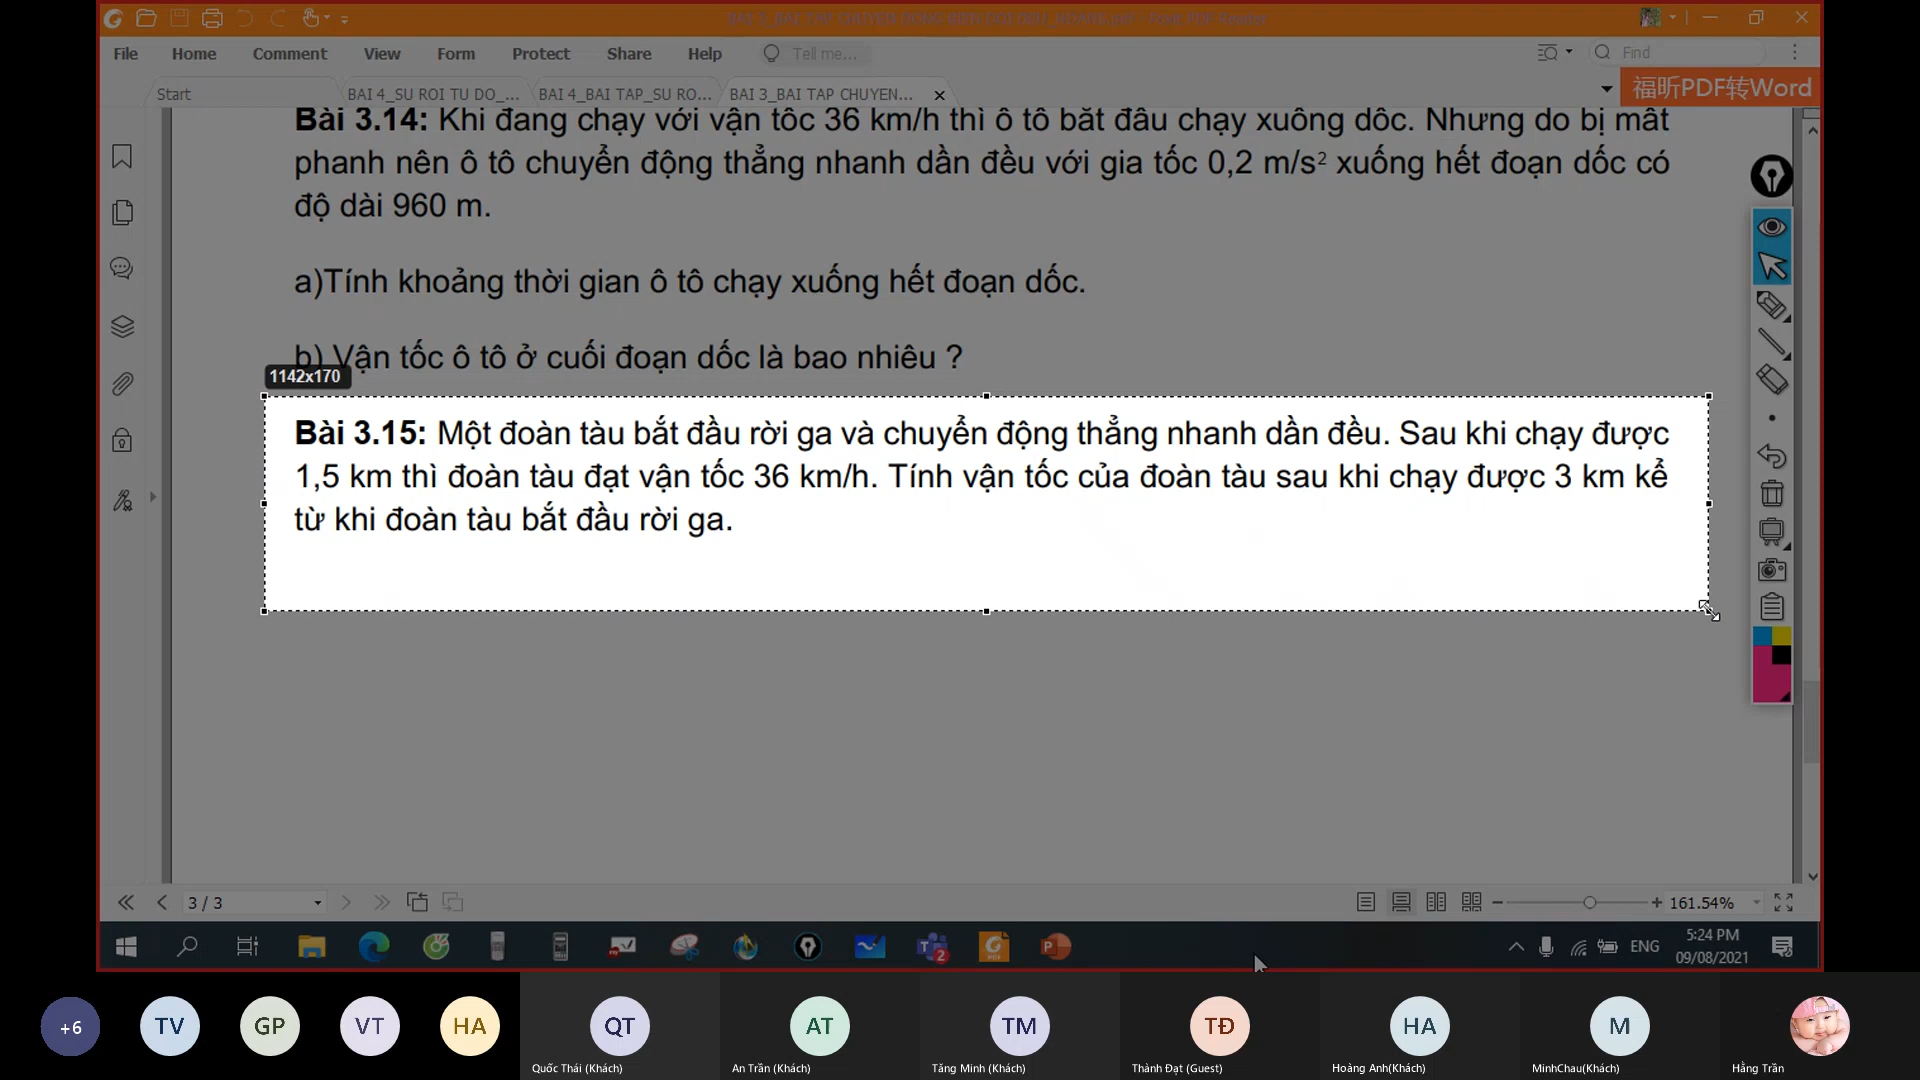 File Home Comment View Form Protect Share Help Tell me... Find
Start BAI 4_SU ROI TU DO_... BAI 4_BAI TAP_SU RO... BAI 3_BAI TAP CHUYEN...
福昕PDF转Word
Bài 3.14: Khi đang chạy với vận tốc 36 km/h thì ô tô bắt đầu chạy xuống dốc. Nhưng do bị mất
phanh nên ô tô chuyển động thẳng nhanh dần đều với gia tốc 0,2 m/s² xuống hết đoạn dốc có
độ dài 960 m.
a)Tính khoảng thời gian ô tô chạy xuống hết đoạn dốc.
b) Vận tốc ô tô ở cuối đoạn dốc là bao nhiêu ?
1142x170
Bài 3.15: Một đoàn tàu bắt đầu rời ga và chuyển động thẳng nhanh dần đều. Sau khi chạy được
1,5 km thì đoàn tàu đạt vận tốc 36 km/h. Tính vận tốc của đoàn tàu sau khi chạy được 3 km kể
từ khi đoàn tàu bắt đầu rời ga.
3 / 3
161.54%
ENG
5:24 PM
09/08/2021
2
+6 TV GP VT HA QT AT TM TĐ HA M
Quốc Thái (Khách) An Trần (Khách) Tăng Minh (Khách) Thành Đạt (Guest) Hoàng Anh(Khách) MinhChau(Khách) Hằng Trần